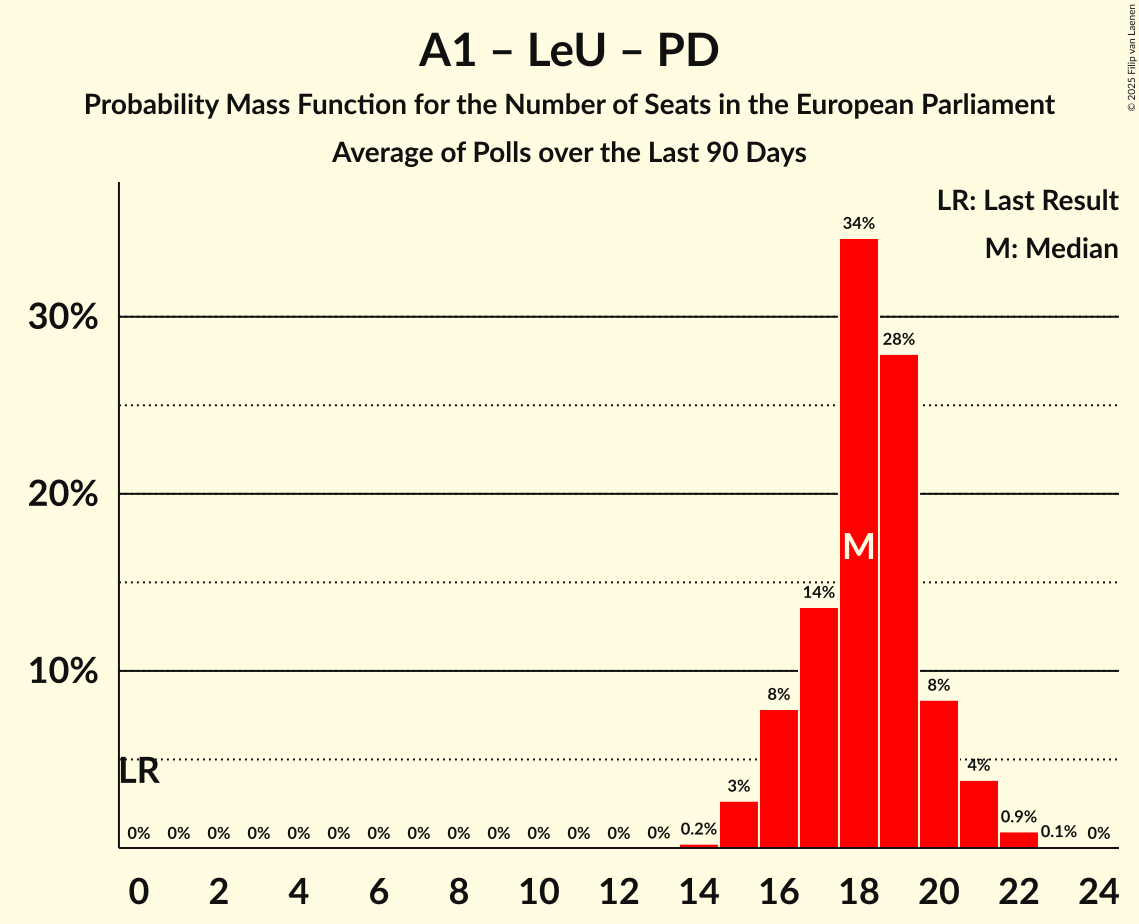 A1 – LeU – PD
Probability Mass Function for the Number of Seats in the European Parliament
Average of Polls over the Last 90 Days
© 2025 Filip van Laenen
LR: Last Result
M: Median
34%
30%
28%
20%
M
14%
10%
8%
8%
LR
4%
3%
0% 0% 0% 0% 0% 0% 0% 0% 0% 0% 0% 0% 0% 0% 0.2% 0.9% 0.1% 0%
0 2 4 6 8 10 12 14 16 18 20 22 24